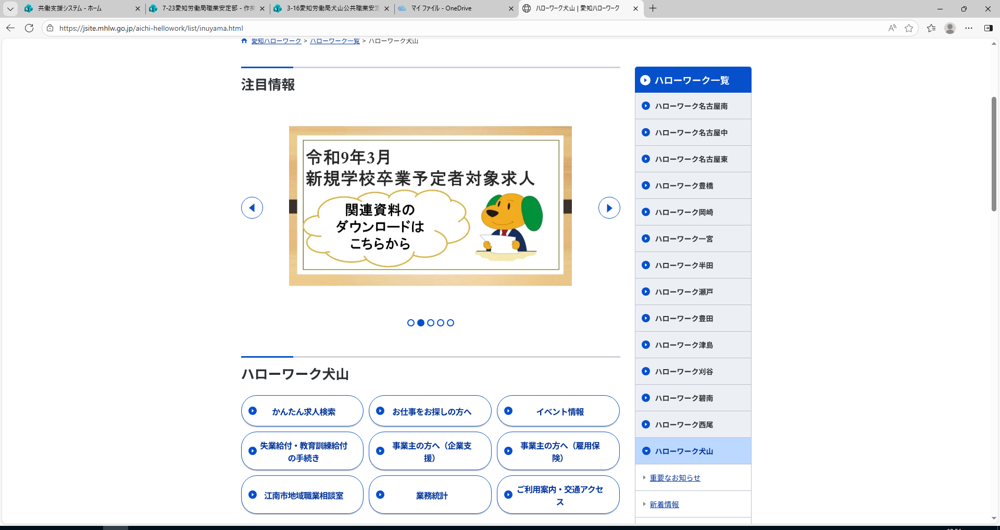 共働支援システム - ホーム
7-23愛知労働局職業安定部 - 作業
3-16愛知労働局犬山公共職業安定
マイ ファイル - OneDrive
ハローワーク犬山 | 愛知ハローワーク
https://jsite.mhlw.go.jp/aichi-hellowork/list/inuyama.html
愛知ハローワーク > ハローワーク一覧 > ハローワーク犬山
注目情報
令和9年3月
新規学校卒業予定者対象求人
関連資料の
ダウンロードは
こちらから
ハローワーク犬山
かんたん求人検索
お仕事をお探しの方へ
イベント情報
失業給付・教育訓練給付
の手続き
事業主の方へ（企業支
援）
事業主の方へ（雇用保
険）
江南市地域職業相談室
業務統計
ご利用案内・交通アクセ
ス
ハローワーク一覧
ハローワーク名古屋南
ハローワーク名古屋中
ハローワーク名古屋東
ハローワーク豊橋
ハローワーク岡崎
ハローワーク一宮
ハローワーク半田
ハローワーク瀬戸
ハローワーク豊田
ハローワーク津島
ハローワーク刈谷
ハローワーク碧南
ハローワーク西尾
ハローワーク犬山
重要なお知らせ
新着情報